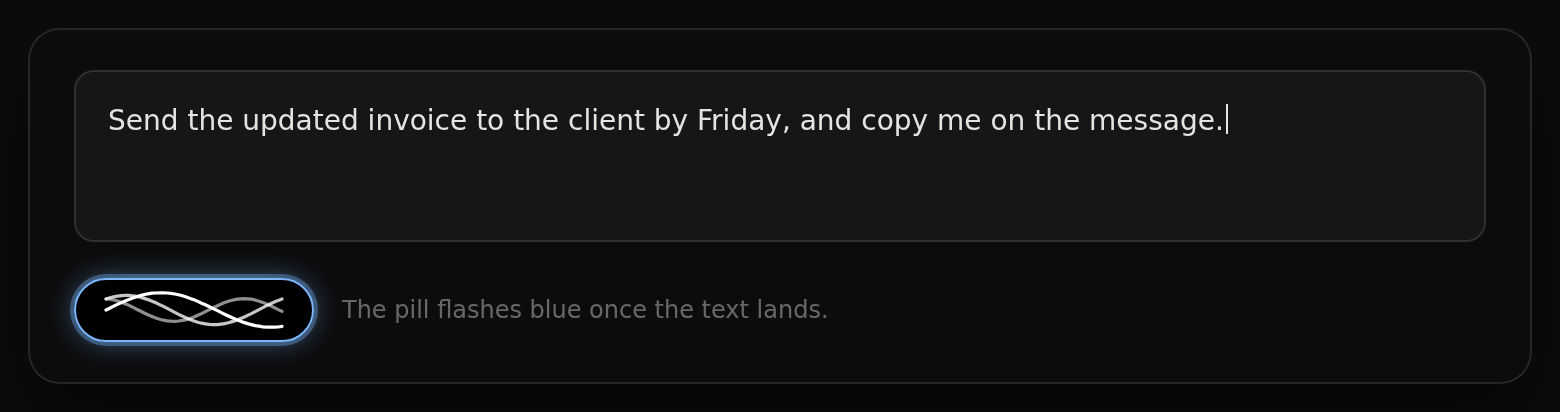 Send the updated invoice to the client by Friday, and copy me on the message.
The pill flashes blue once the text lands.